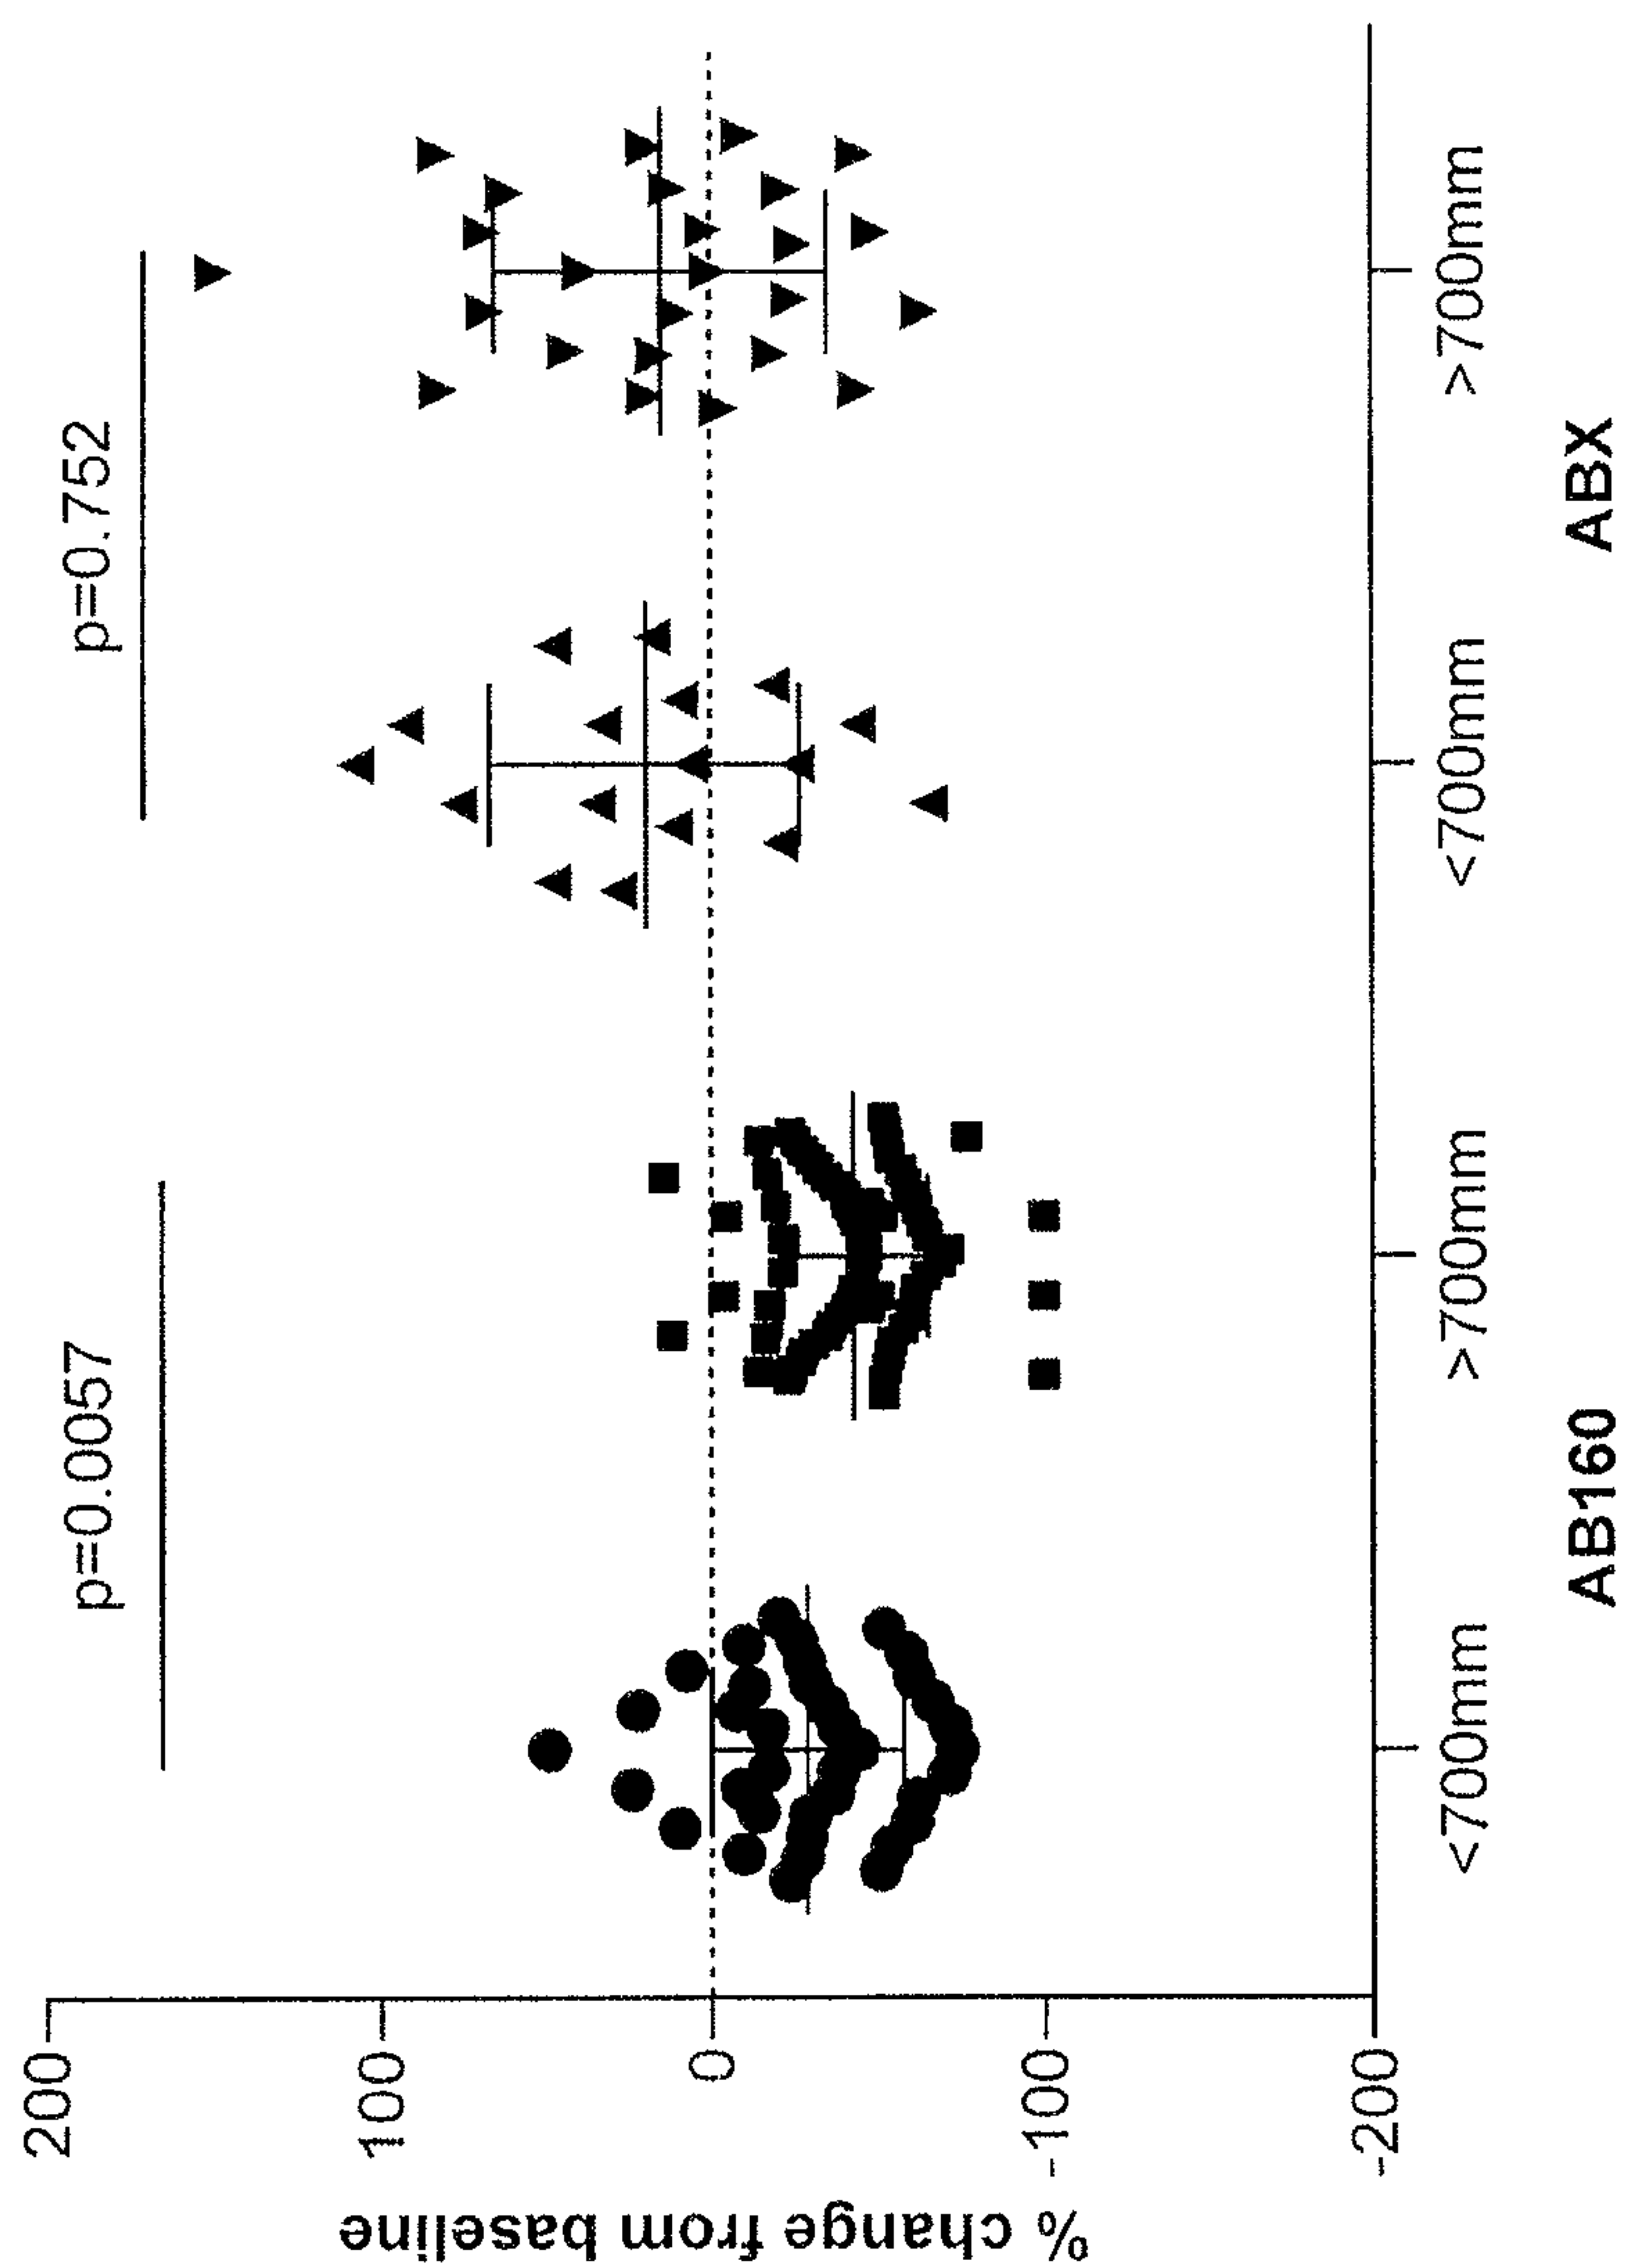 p=0.0057
p=0.752
200
100
0
-100
-200
% change from baseline
<700mm
>700mm
<700mm
>700mm
AB160
ABX